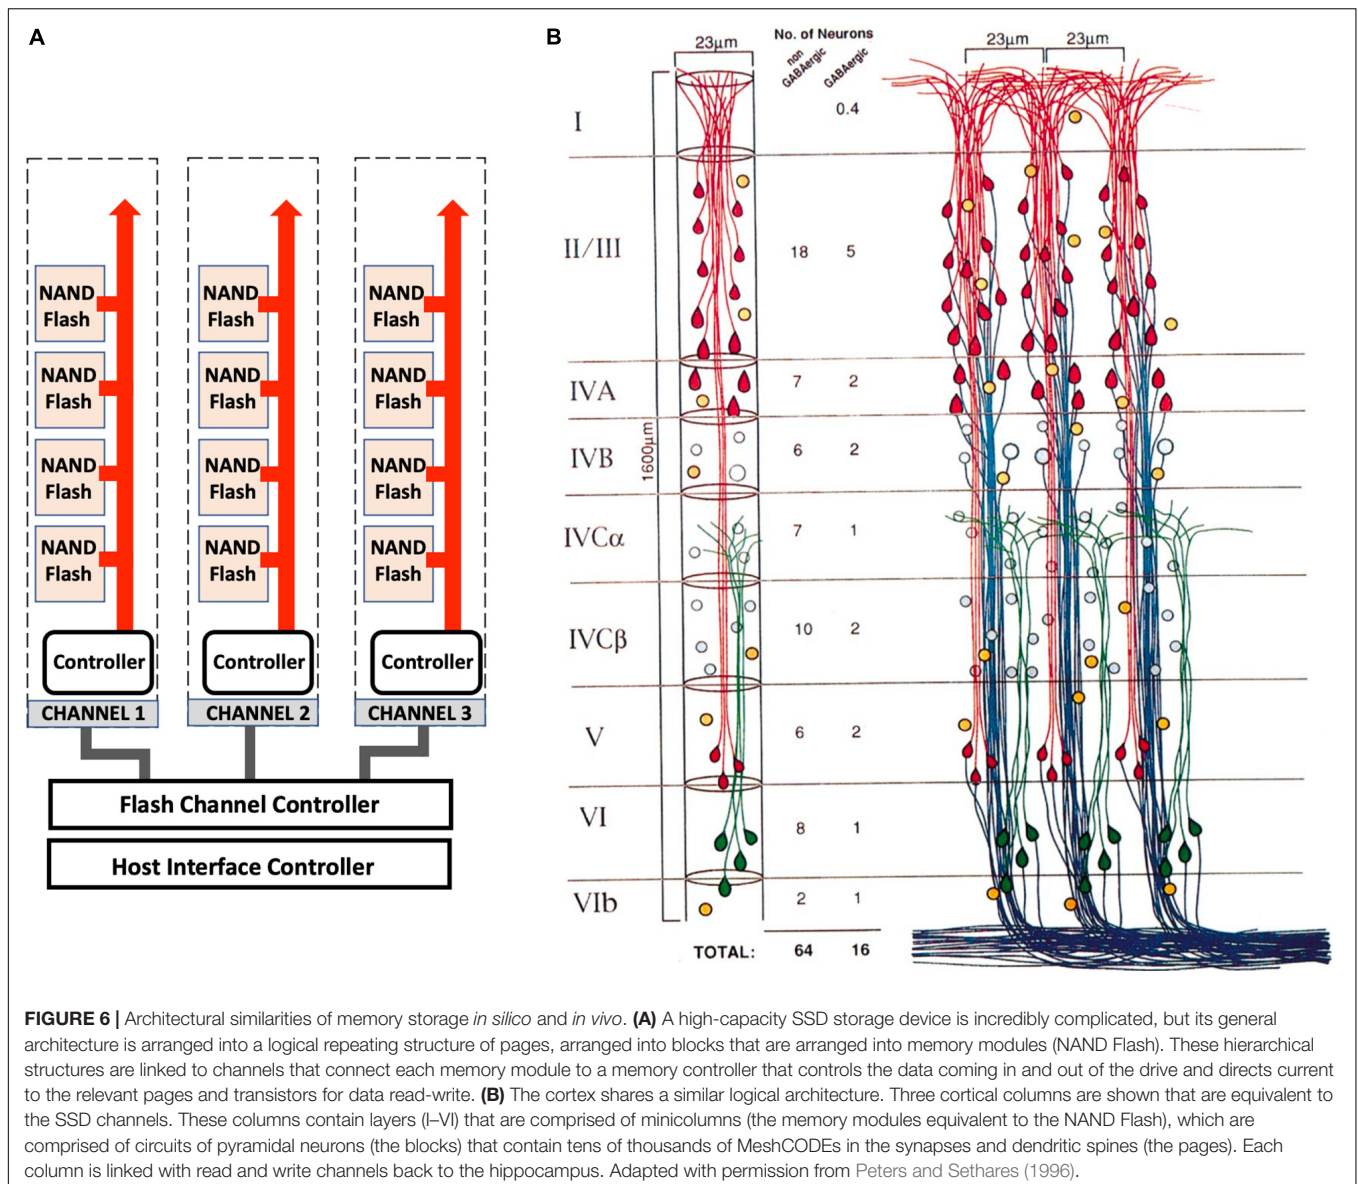 A
NAND
Flash
NAND
Flash
NAND
Flash
NAND
Flash
Controller
CHANNEL 1
NAND
Flash
NAND
Flash
NAND
Flash
NAND
Flash
Controller
CHANNEL 2
NAND
Flash
NAND
Flash
NAND
Flash
NAND
Flash
Controller
CHANNEL 3
Flash Channel Controller
Host Interface Controller
B
23µm
No. of Neurons
non
GABAergic
GABAergic
23µm
23µm
1600µm
I
0.4
II/III
18
5
IVA
7
2
IVB
6
2
IVCα
7
1
IVCβ
10
2
V
6
2
VI
8
1
VIb
2
1
TOTAL:
64
16
FIGURE 6 | Architectural similarities of memory storage in silico and in vivo. (A) A high-capacity SSD storage device is incredibly complicated, but its general
architecture is arranged into a logical repeating structure of pages, arranged into blocks that are arranged into memory modules (NAND Flash). These hierarchical
structures are linked to channels that connect each memory module to a memory controller that controls the data coming in and out of the drive and directs current
to the relevant pages and transistors for data read-write. (B) The cortex shares a similar logical architecture. Three cortical columns are shown that are equivalent to
the SSD channels. These columns contain layers (I–VI) that are comprised of minicolumns (the memory modules equivalent to the NAND Flash), which are
comprised of circuits of pyramidal neurons (the blocks) that contain tens of thousands of MeshCODEs in the synapses and dendritic spines (the pages). Each
column is linked with read and write channels back to the hippocampus. Adapted with permission from Peters and Sethares (1996).